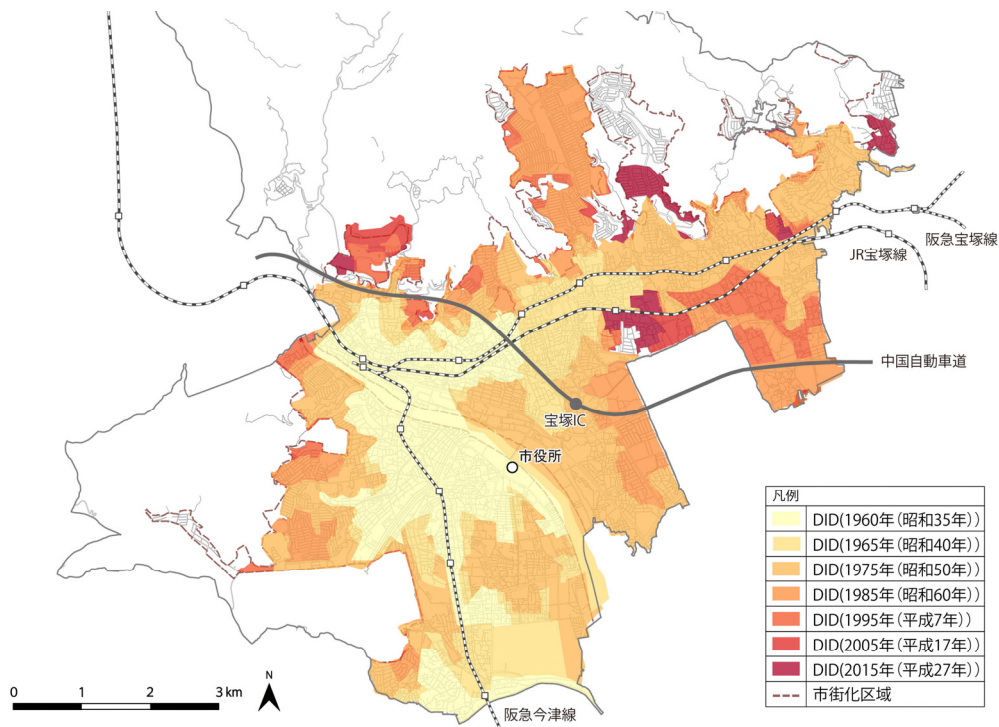 阪急宝塚線
JR宝塚線
中国自動車道
宝塚IC
市役所
凡例
DID(1960年(昭和35年))
DID(1965年(昭和40年))
DID(1975年(昭和50年))
DID(1985年(昭和60年))
DID(1995年(平成7年))
DID(2005年(平成17年))
DID(2015年(平成27年))
市街化区域
0 1 2 3 km
N
阪急今津線